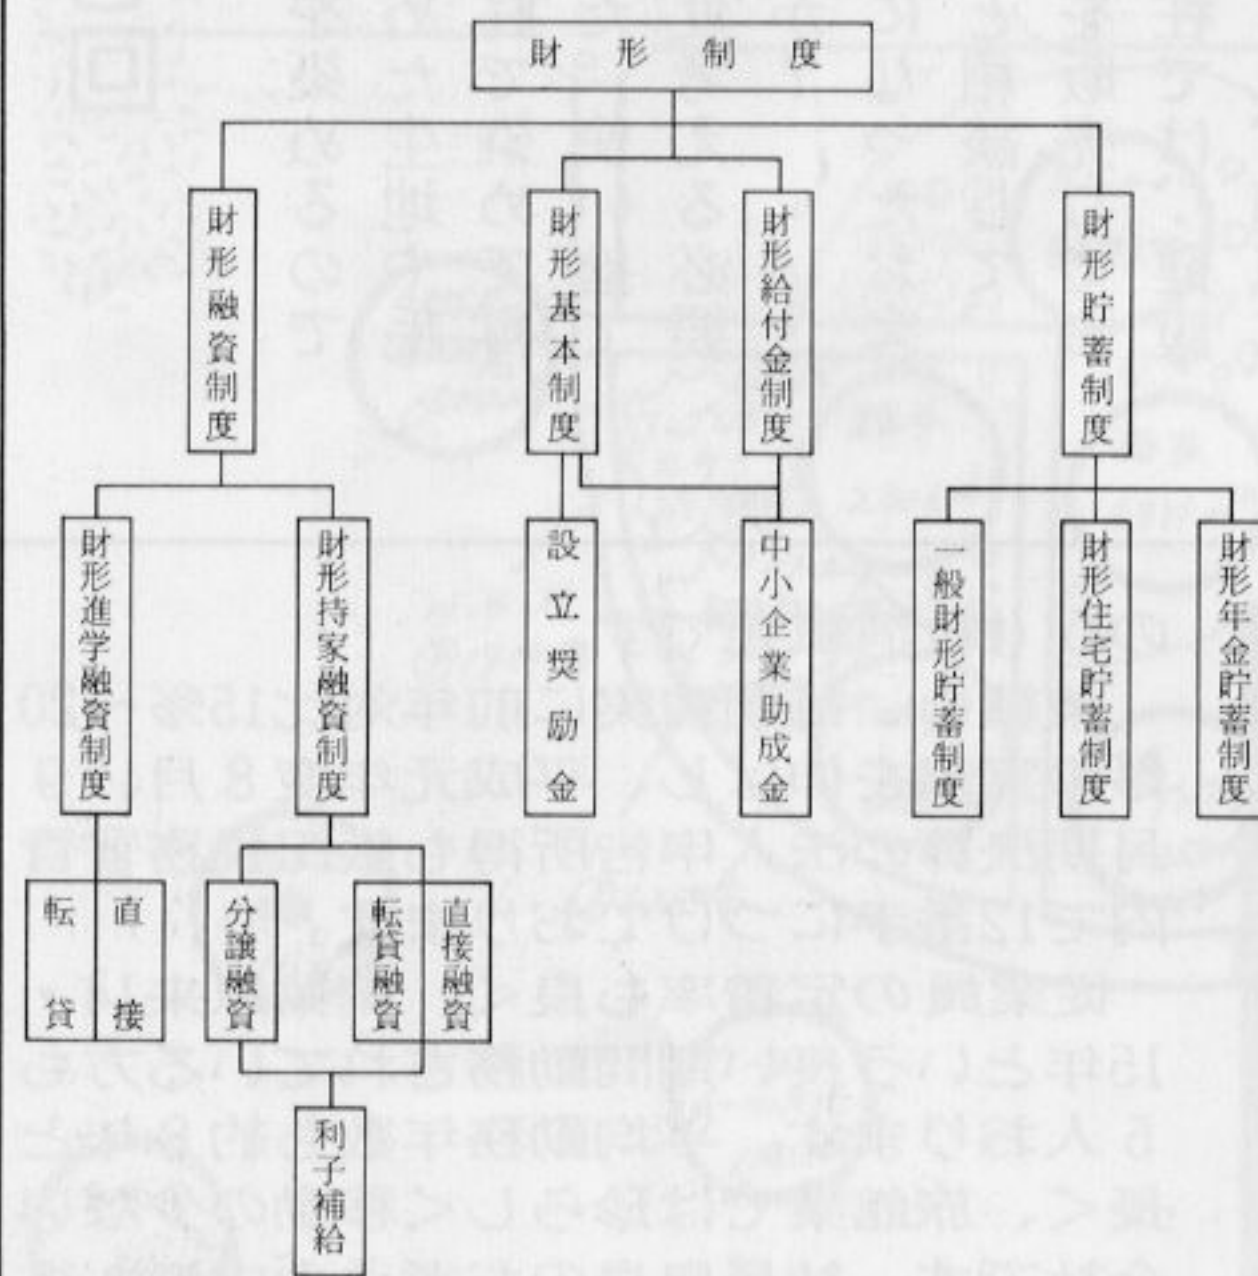 財形制度
財形貯蓄制度
財形給付金制度
財形基本制度
財形融資制度
財形年金貯蓄制度
財形住宅貯蓄制度
一般財形貯蓄制度
中小企業助成金
設立奨励金
財形持家融資制度
財形進学融資制度
直接融資
転貸融資
分譲融資
直接
転貸
利子補給